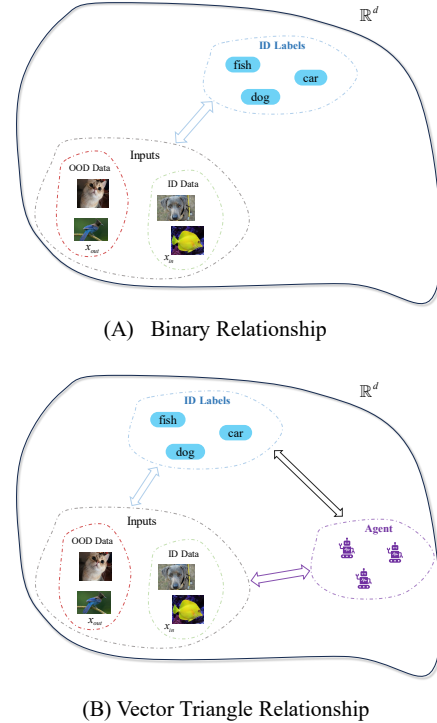 ℝ^d
ID Labels
fish
car
dog
Inputs
OOD Data
ID Data
x_out
x_in
(A) Binary Relationship
ℝ^d
ID Labels
fish
car
dog
Inputs
Agent
OOD Data
ID Data
x_out
x_in
(B) Vector Triangle Relationship